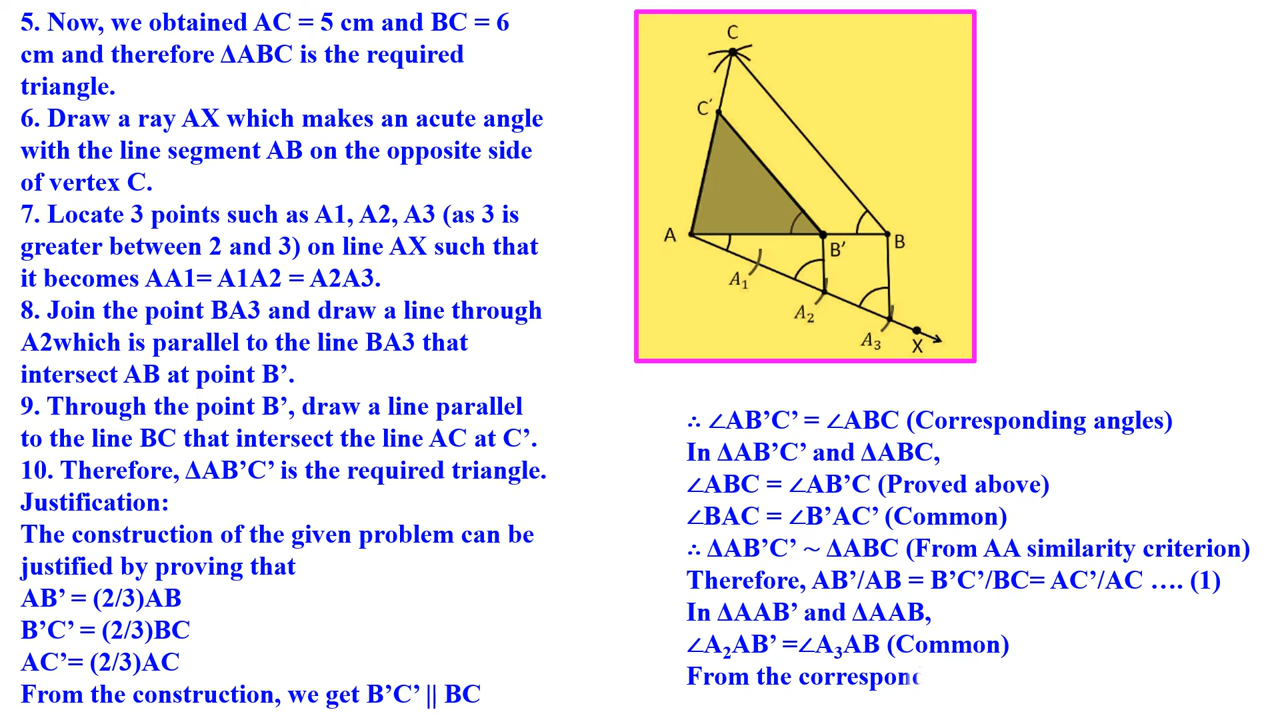 5. Now, we obtained AC = 5 cm and BC = 6
cm and therefore ΔABC is the required
triangle.
6. Draw a ray AX which makes an acute angle
with the line segment AB on the opposite side
of vertex C.
7. Locate 3 points such as A1, A2, A3 (as 3 is
greater between 2 and 3) on line AX such that
it becomes AA1= A1A2 = A2A3.
8. Join the point BA3 and draw a line through
A2which is parallel to the line BA3 that
intersect AB at point B’.
9. Through the point B’, draw a line parallel
to the line BC that intersect the line AC at C’.
10. Therefore, ΔAB’C’ is the required triangle.
Justification:
The construction of the given problem can be
justified by proving that
AB’ = (2/3)AB
B’C’ = (2/3)BC
AC’= (2/3)AC
From the construction, we get B’C’ || BC
C
C′
A
B′
B
A₁
A₂
A₃
X
∴ ∠AB’C’ = ∠ABC (Corresponding angles)
In ΔAB’C’ and ΔABC,
∠ABC = ∠AB’C (Proved above)
∠BAC = ∠B’AC’ (Common)
∴ ΔAB’C’ ~ ΔABC (From AA similarity criterion)
Therefore, AB’/AB = B’C’/BC= AC’/AC …. (1)
In ΔAAB’ and ΔAAB,
∠A₂AB’ =∠A₃AB (Common)
From the